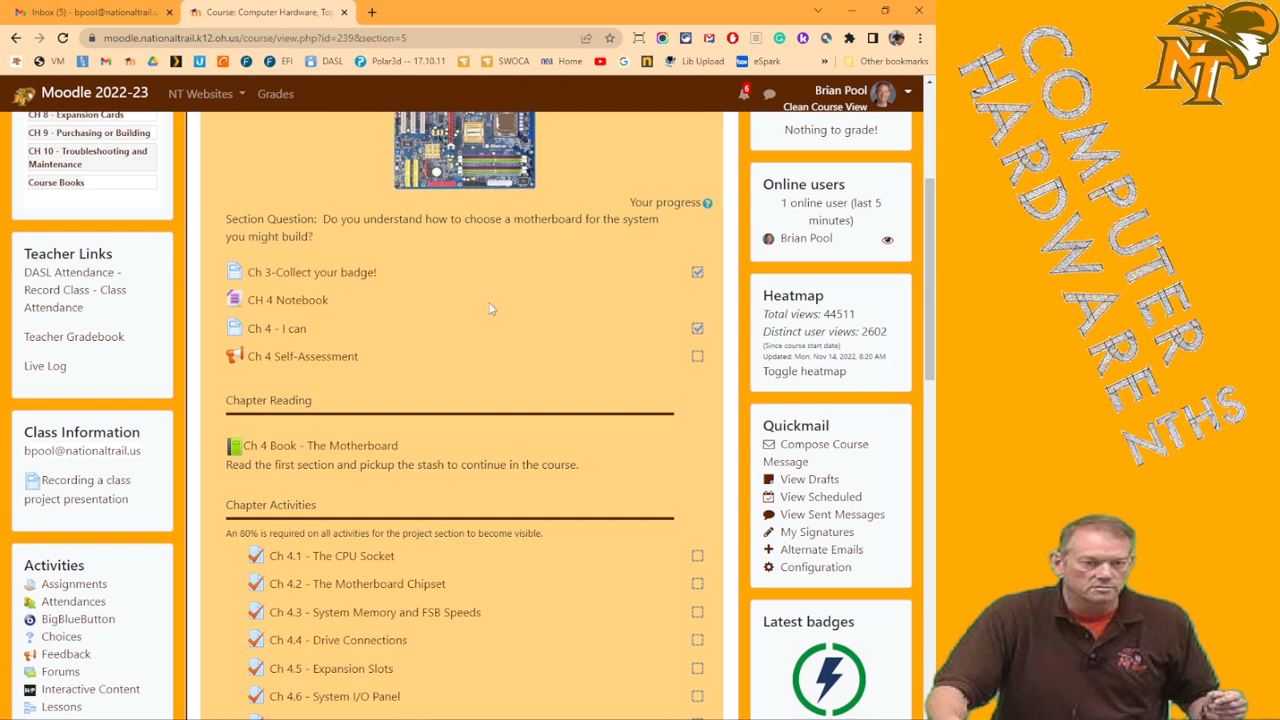 Inbox (5) - bpool@nationaltrail.u
Course: Computer Hardware, Top
moodle.nationaltrail.k12.oh.us/course/view.php?id=239&section=5
VM
EFI
DASL
Polar3d -- 17.10.11
SWOCA
nea Home
Lib Upload
box eSpark
»
Other bookmarks
Moodle 2022-23
NT Websites
Grades
6
Brian Pool
Clean Course View
CH 8 - Expansion Cards
CH 9 - Purchasing or Building
CH 10 - Troubleshooting and
Maintenance
Course Books
Teacher Links
DASL Attendance -
Record Class - Class
Attendance
Teacher Gradebook
Live Log
Class Information
bpool@nationaltrail.us
Recording a class
project presentation
Activities
Assignments
Attendances
BigBlueButton
Choices
Feedback
Forums
Interactive Content
Lessons
Your progress
Section Question: Do you understand how to choose a motherboard for the system
you might build?
Ch 3-Collect your badge!
CH 4 Notebook
Ch 4 - I can
Ch 4 Self-Assessment
Chapter Reading
Ch 4 Book - The Motherboard
Read the first section and pickup the stash to continue in the course.
Chapter Activities
An 80% is required on all activities for the project section to become visible.
Ch 4.1 - The CPU Socket
Ch 4.2 - The Motherboard Chipset
Ch 4.3 - System Memory and FSB Speeds
Ch 4.4 - Drive Connections
Ch 4.5 - Expansion Slots
Ch 4.6 - System I/O Panel
Nothing to grade!
Online users
1 online user (last 5
minutes)
Brian Pool
Heatmap
Total views: 44511
Distinct user views: 2602
(Since course start date)
Updated: Mon, Nov 14, 2022, 8:20 AM
Toggle heatmap
Quickmail
Compose Course
Message
View Drafts
View Scheduled
View Sent Messages
My Signatures
Alternate Emails
Configuration
Latest badges
NT
COMPUTER
HARDWARE
NTHS